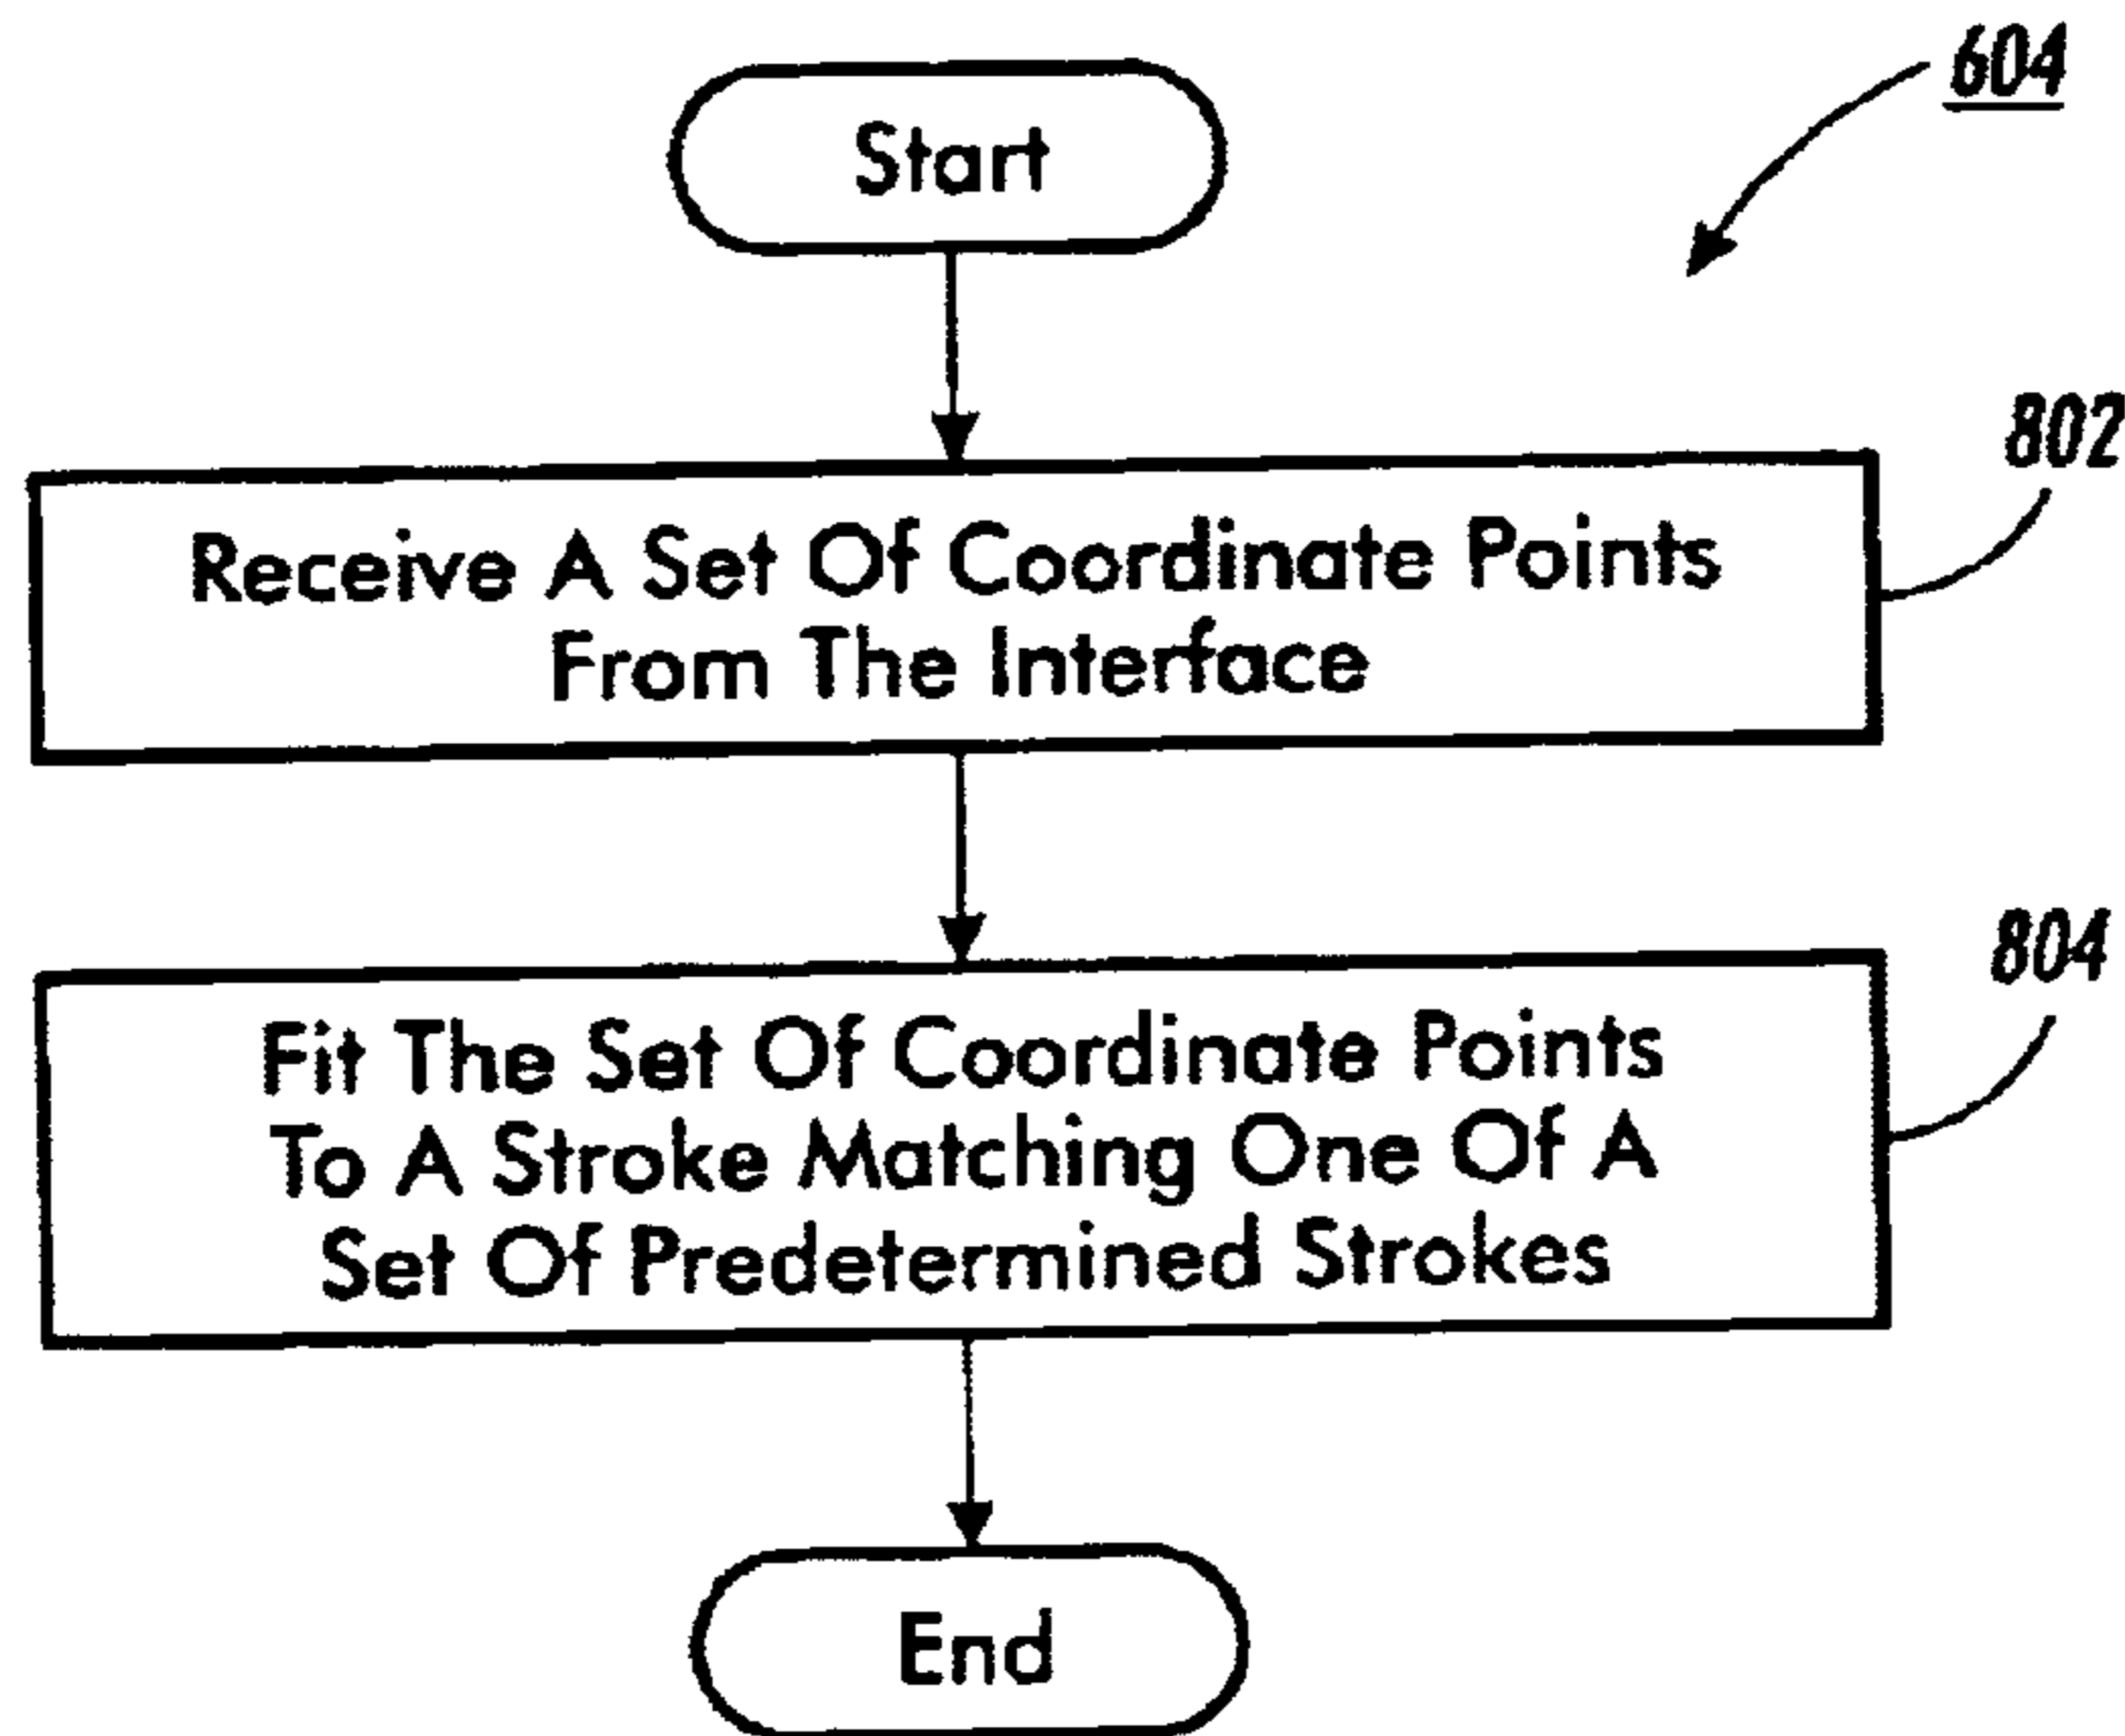 604
Start
802
Receive A Set Of Coordinate Points
From The Interface
804
Fit The Set Of Coordinate Points
To A Stroke Matching One Of A
Set Of Predetermined Strokes
End